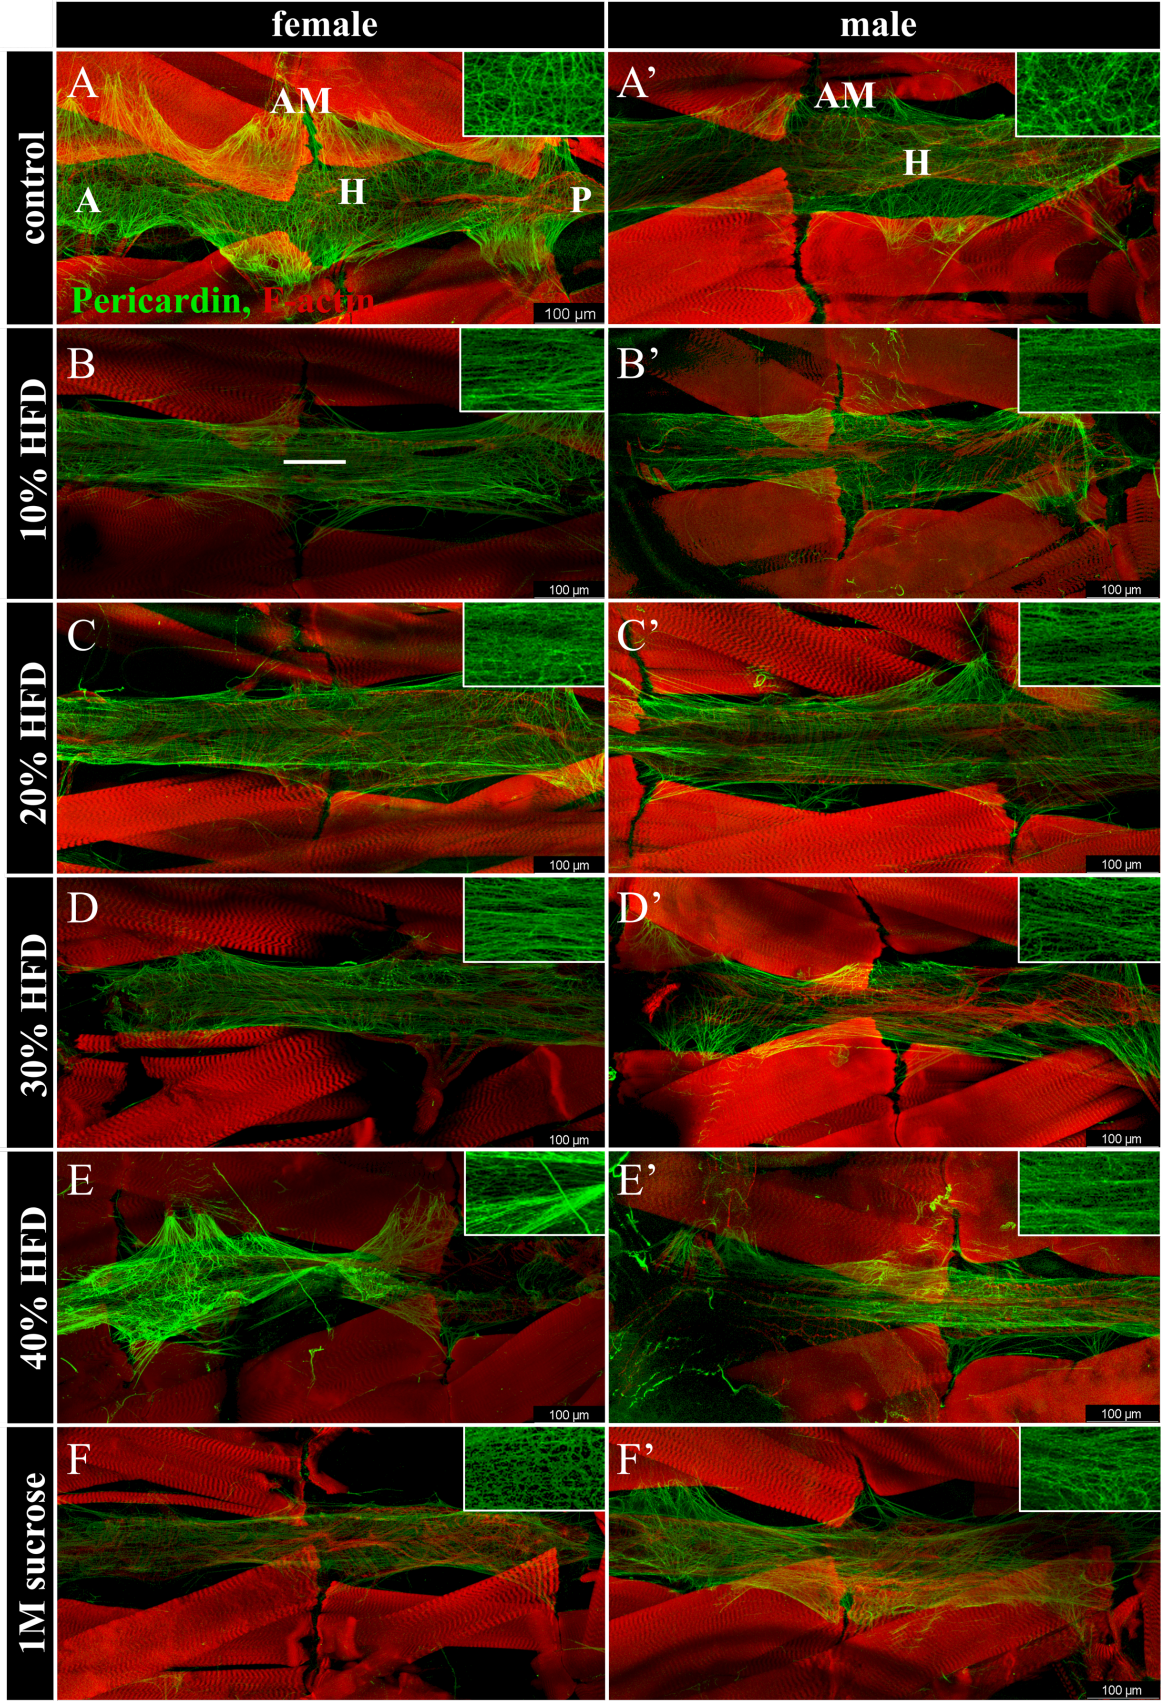 female
male
control
A
AM
A
H
P
Pericardin, F-actin
100 µm
A’
AM
H
100 µm
10% HFD
B
100 µm
B’
100 µm
20% HFD
C
100 µm
C’
100 µm
30% HFD
D
100 µm
D’
100 µm
40% HFD
E
100 µm
E’
100 µm
1M sucrose
F
F’
100 µm